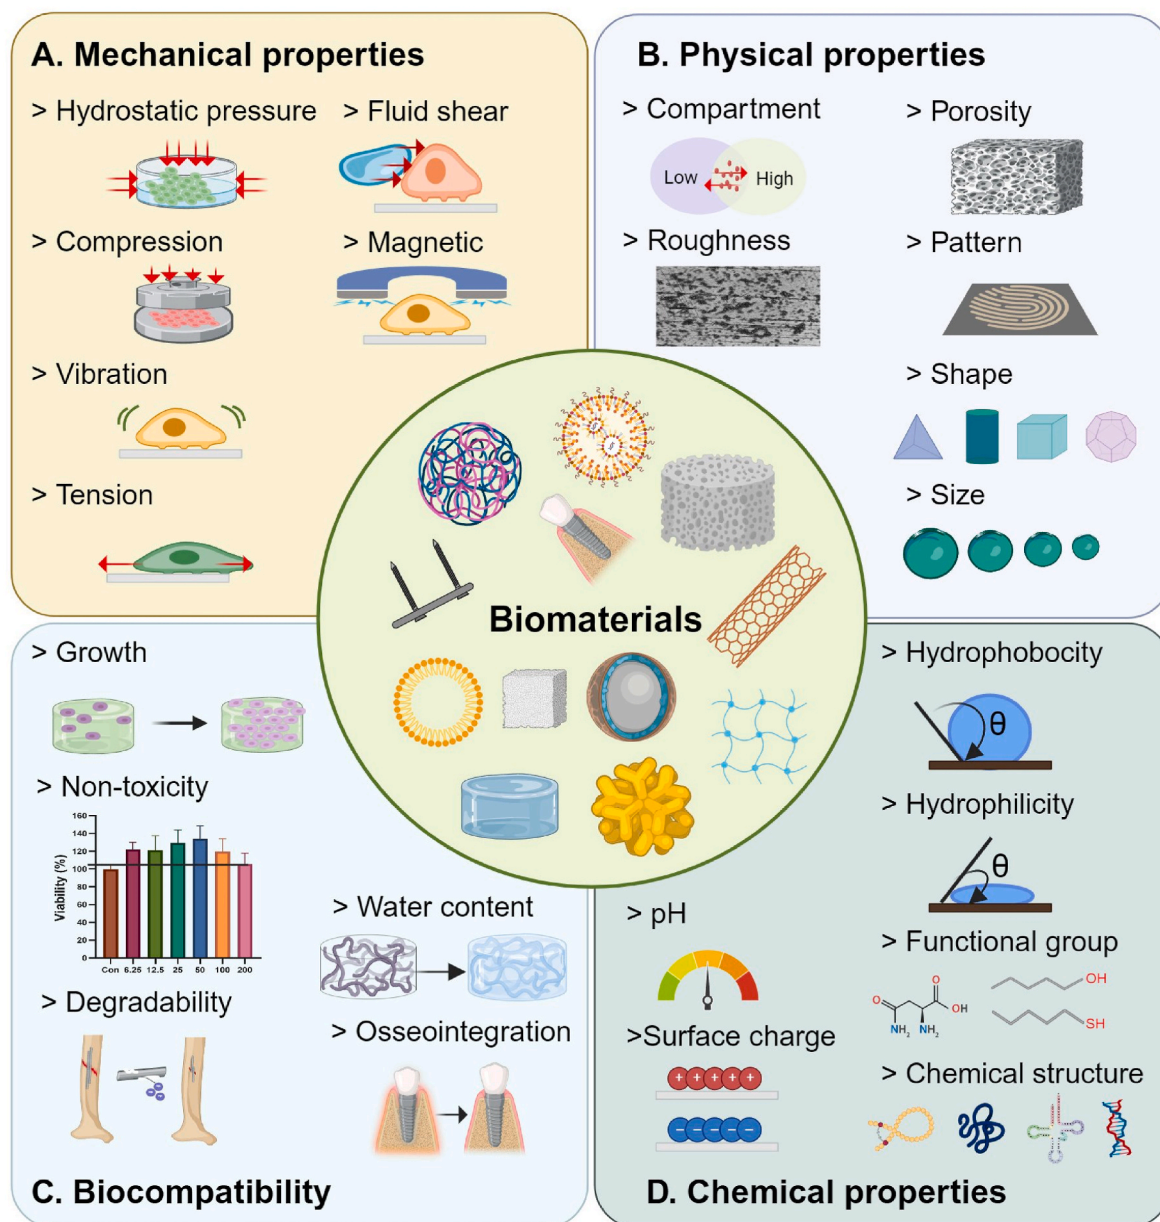 A. Mechanical properties
> Hydrostatic pressure
> Fluid shear
> Compression
> Magnetic
> Vibration
> Tension
B. Physical properties
> Compartment
Low
High
> Porosity
> Roughness
> Pattern
> Shape
> Size
Biomaterials
> Growth
> Non-toxicity
Viability (%)
160
140
120
100
80
60
40
20
0
Con 6.25 12.5 25 50 100 200
> Degradability
> Water content
> Osseointegration
C. Biocompatibility
> Hydrophobocity
θ
> Hydrophilicity
θ
> pH
> Functional group
O
O
OH
NH2 NH2
OH
SH
>Surface charge
+ + + + +
− − − − −
> Chemical structure
D. Chemical properties